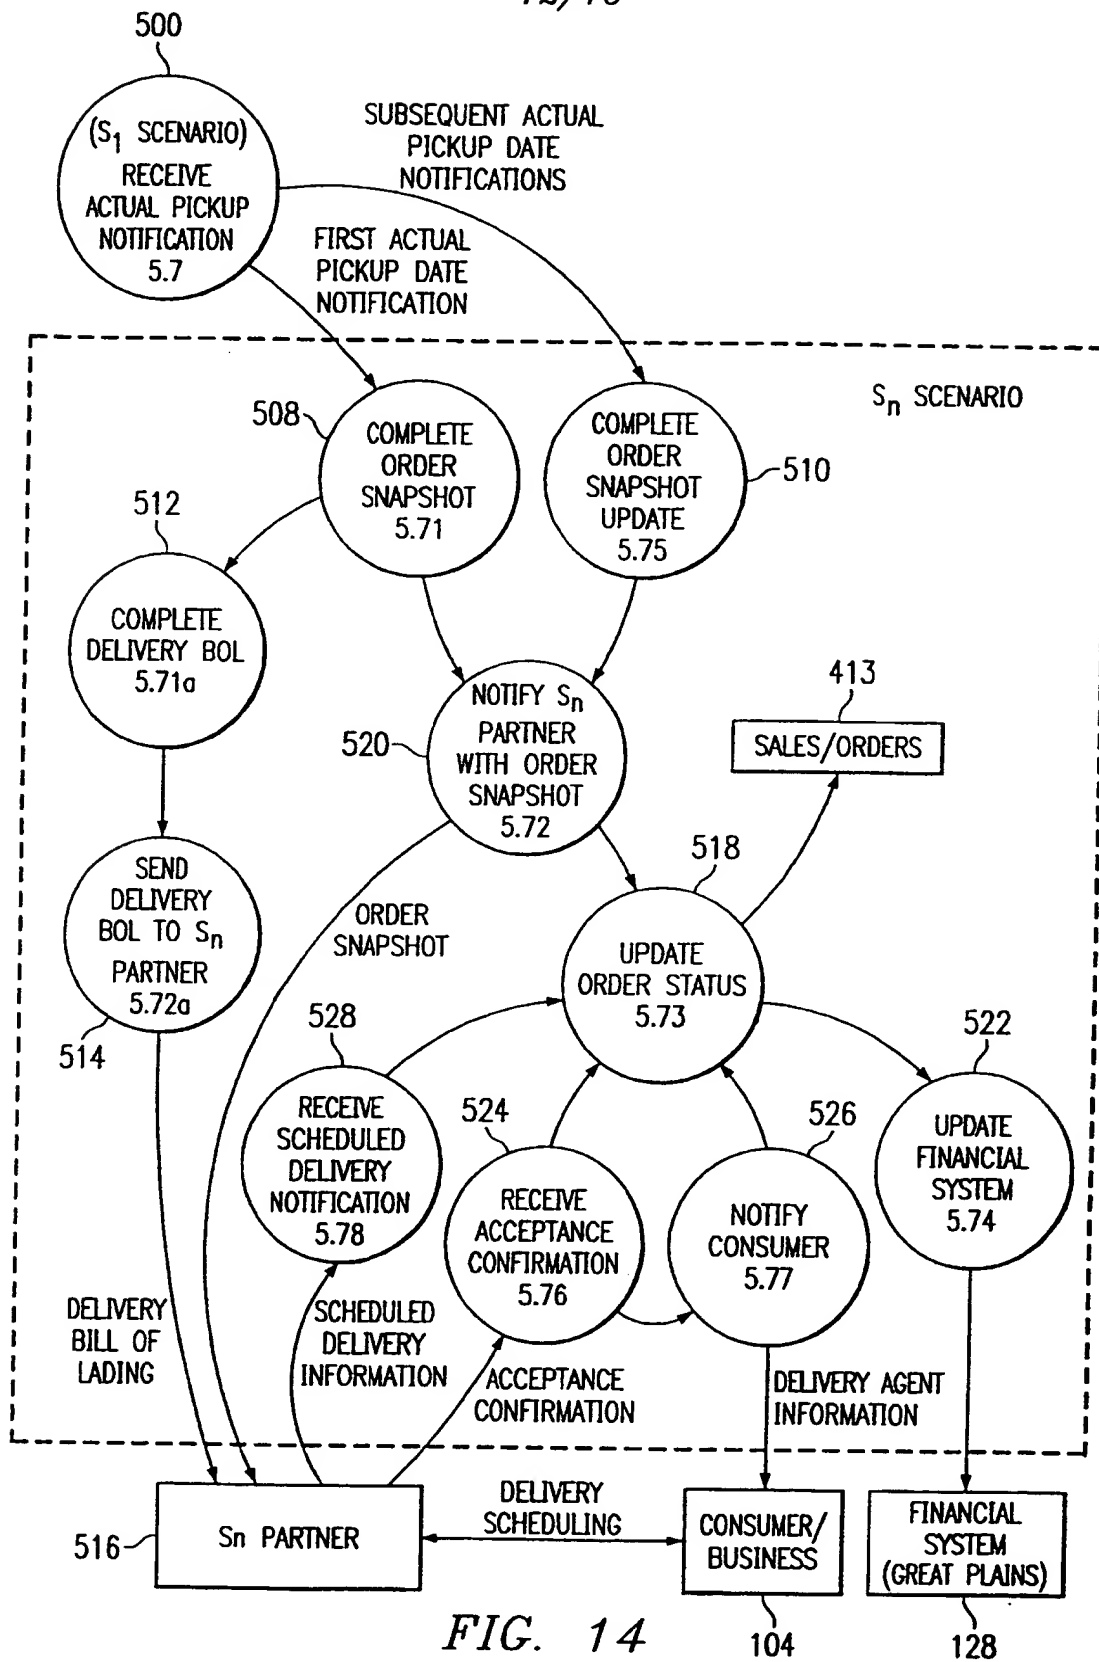 500
(S1 SCENARIO)
RECEIVE
ACTUAL PICKUP
NOTIFICATION
5.7
SUBSEQUENT ACTUAL
PICKUP DATE
NOTIFICATIONS
FIRST ACTUAL
PICKUP DATE
NOTIFICATION
Sn SCENARIO
508
COMPLETE
ORDER
SNAPSHOT
5.71
COMPLETE
ORDER
SNAPSHOT
UPDATE
5.75
510
512
COMPLETE
DELIVERY BOL
5.71a
520
NOTIFY Sn
PARTNER
WITH ORDER
SNAPSHOT
5.72
413
SALES/ORDERS
SEND
DELIVERY
BOL TO Sn
PARTNER
5.72a
514
ORDER
SNAPSHOT
518
UPDATE
ORDER STATUS
5.73
528
RECEIVE
SCHEDULED
DELIVERY
NOTIFICATION
5.78
524
RECEIVE
ACCEPTANCE
CONFIRMATION
5.76
526
NOTIFY
CONSUMER
5.77
522
UPDATE
FINANCIAL
SYSTEM
5.74
DELIVERY
BILL OF
LADING
SCHEDULED
DELIVERY
INFORMATION
ACCEPTANCE
CONFIRMATION
DELIVERY AGENT
INFORMATION
516
Sn PARTNER
DELIVERY
SCHEDULING
CONSUMER/
BUSINESS
104
FINANCIAL
SYSTEM
(GREAT PLAINS)
128
FIG. 14